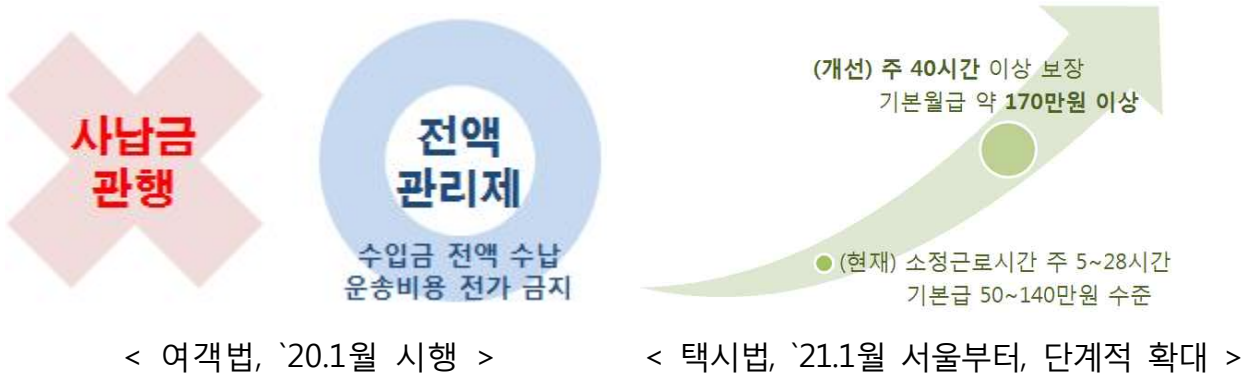 사납금
관행
전액
관리제
수입금 전액 수납
운송비용 전가 금지
(개선) 주 40시간 이상 보장
기본월급 약 170만원 이상
(현재) 소정근로시간 주 5~28시간
기본급 50~140만원 수준
< 여객법, `20.1월 시행 >
< 택시법, `21.1월 서울부터, 단계적 확대 >